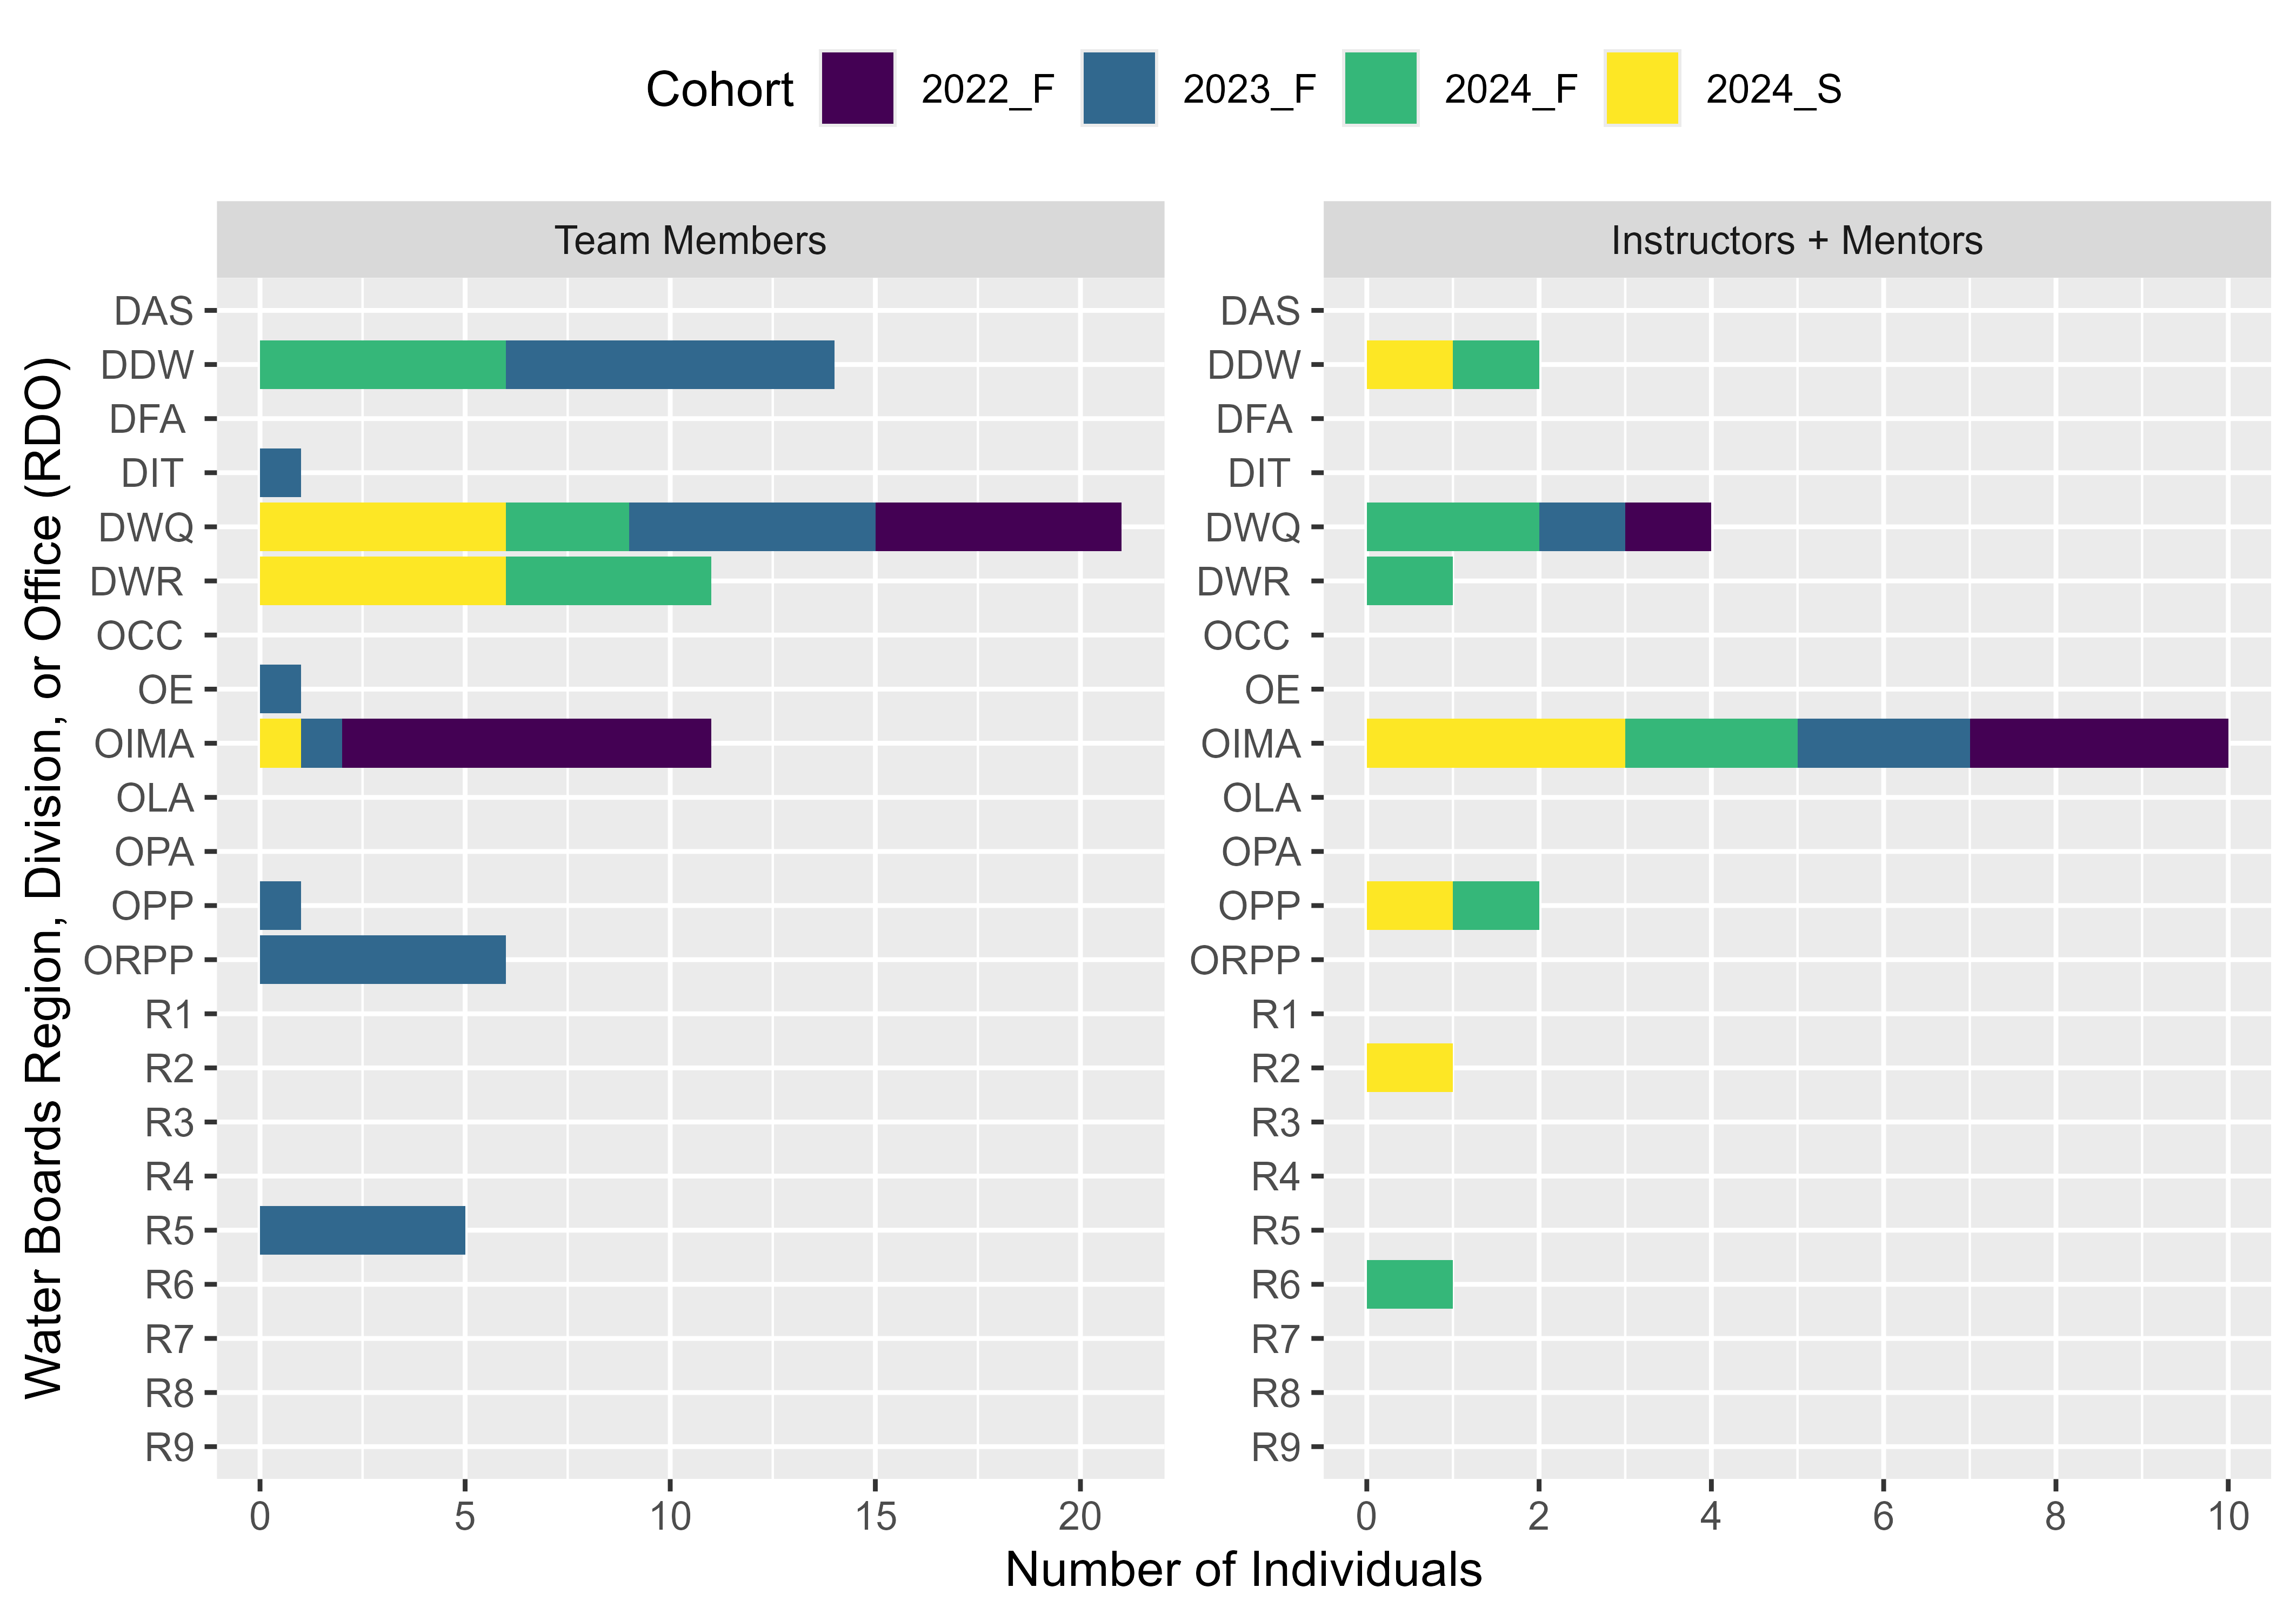 Cohort 2022_F 2023_F 2024_F 2024_S
Team Members
Instructors + Mentors
Water Boards Region, Division, or Office (RDO)
DAS
DDW
DFA
DIT
DWQ
DWR
OCC
OE
OIMA
OLA
OPA
OPP
ORPP
R1
R2
R3
R4
R5
R6
R7
R8
R9
0 5 10 15 20
DAS
DDW
DFA
DIT
DWQ
DWR
OCC
OE
OIMA
OLA
OPA
OPP
ORPP
R1
R2
R3
R4
R5
R6
R7
R8
R9
0 2 4 6 8 10
Number of Individuals